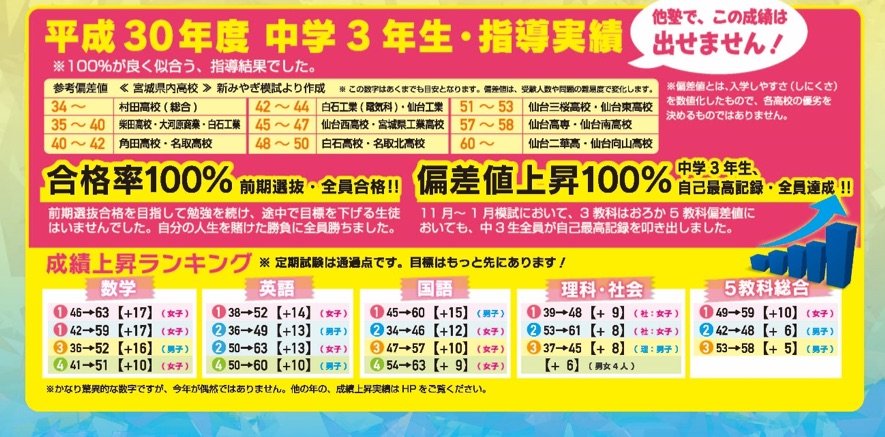 平成30年度 中学3年生・指導実績
他塾で、この成績は
出せません！
※100%が良く似合う、指導結果でした。
参考偏差値 ≪ 宮城県内高校 ≫ 新みやぎ模試より作成 ※ この数字はあくまでも目安となります。偏差値は、受験人数や問題の難易度で変化します。
34 ～ 村田高校（総合） 42 ～ 44 白石工業（電気科）・仙台工業 51 ～ 53 仙台三桜高校・仙台東高校
35 ～ 40 柴田高校・大河原商業・白石工業 45 ～ 47 仙台西高校・宮城県工業高校 57 ～ 58 仙台高専・仙台南高校
40 ～ 42 角田高校・名取高校 48 ～ 50 白石高校・名取北高校 60 ～ 仙台二華高・仙台向山高校
※偏差値とは、入学しやすさ（しにくさ）
を数値化したもので、各高校の優劣を
決めるものではありません。
合格率100% 前期選抜・全員合格!!
前期選抜合格を目指して勉強を続け、途中で目標を下げる生徒
はいませんでした。自分の人生を賭けた勝負に全員勝ちました。
偏差値上昇100% 中学3年生、
自己最高記録・全員達成!!
11月～1月模試において、3教科はおろか5教科偏差値に
おいても、中3生全員が自己最高記録を叩き出しました。
成績上昇ランキング ※ 定期試験は通過点です。目標はもっと先にあります！
数学
1 46→63【+17】（女子）
1 42→59【+17】（女子）
3 36→52【+16】（男子）
4 41→51【+10】（女子）
英語
1 38→52【+14】（女子）
2 36→49【+13】（男子）
2 50→63【+13】（女子）
4 50→60【+10】（男子）
国語
1 45→60【+15】（男子）
2 34→46【+12】（女子）
3 47→57【+10】（女子）
4 54→63【+ 9】（女子）
理科・社会
1 39→48【+ 9】（社：女子）
2 53→61【+ 8】（社：女子）
3 37→45【+ 8】（理：男子）
【+ 6】（男女4人）
5教科総合
1 49→59【+10】（女子）
2 42→48【+ 6】（男子）
3 53→58【+ 5】（男子）
※かなり驚異的な数字ですが、今年が偶然ではありません。他の年の、成績上昇実績はHPをご覧ください。